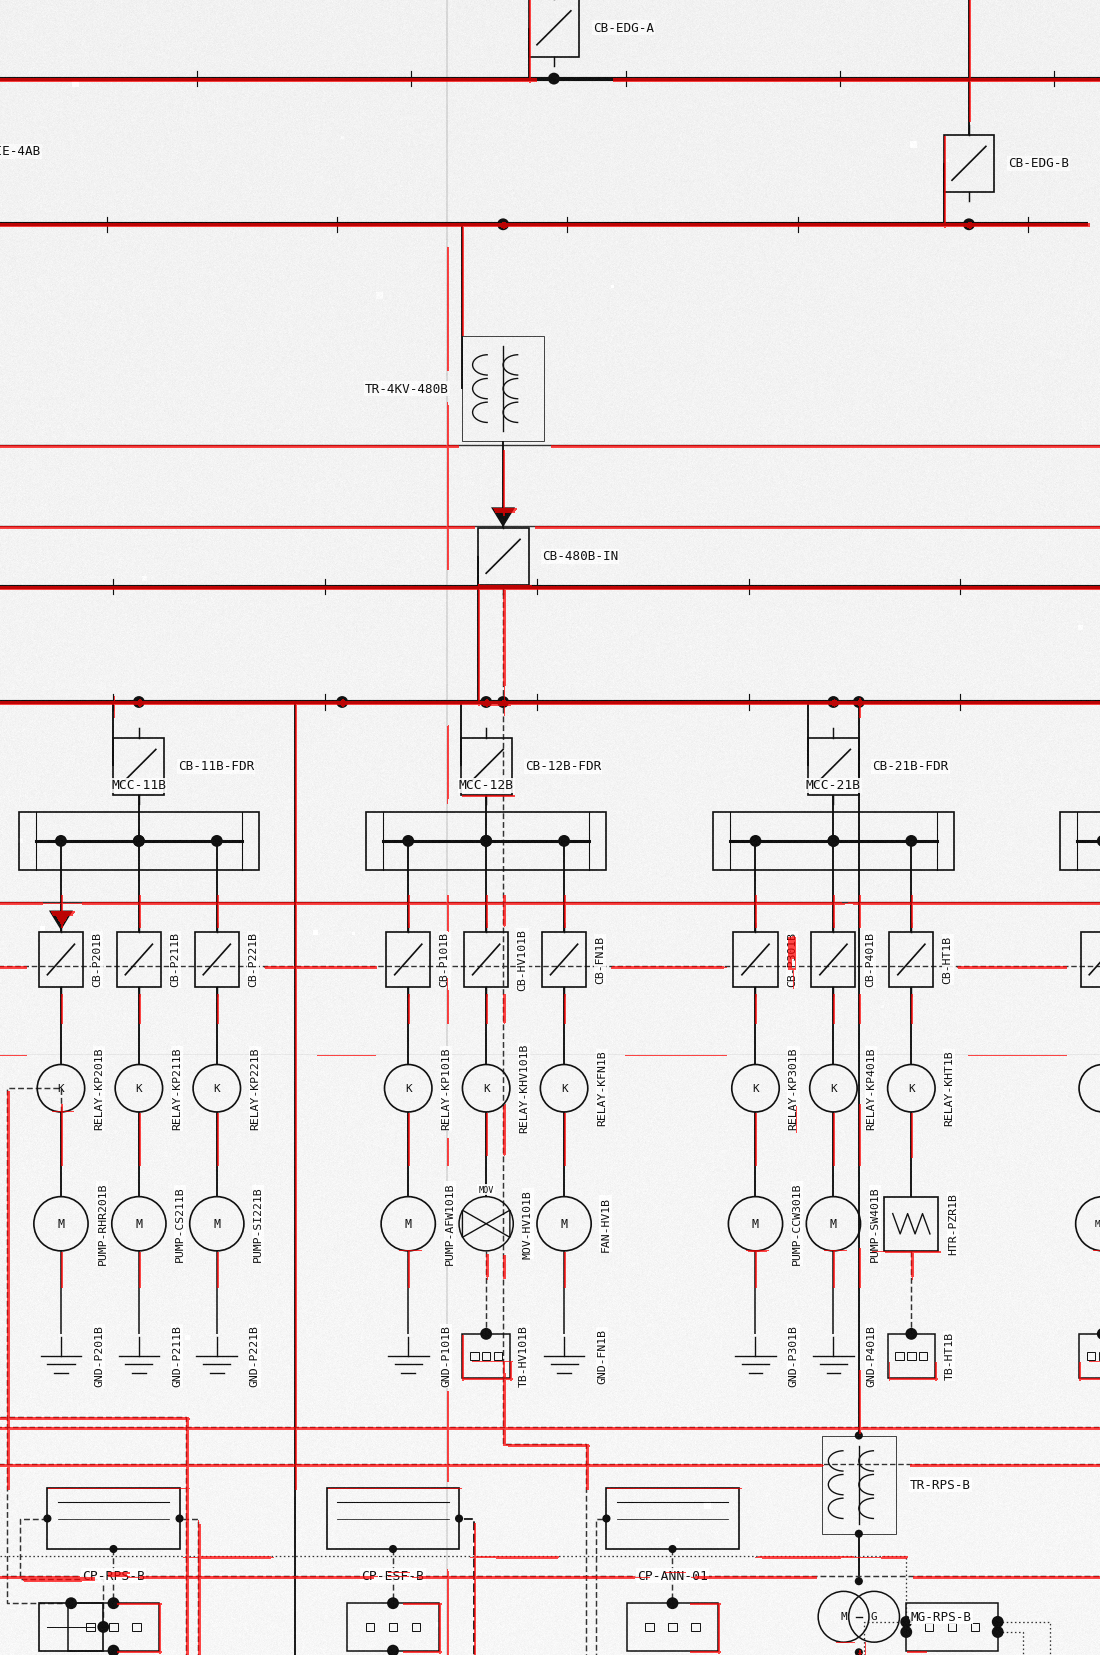 CB-EDG-A
CB-EDG-B
E-4AB
TR-4KV-480B
CB-480B-IN
CB-11B-FDR
MCC-11B
CB-12B-FDR
MCC-12B
CB-21B-FDR
MCC-21B
CB-P201B
CB-P211B
CB-P221B
CB-P101B
CB-HV101B
CB-FN1B
CB-P301B
CB-P401B
CB-HT1B
K
RELAY-KP201B
K
RELAY-KP211B
K
RELAY-KP221B
K
RELAY-KP101B
K
RELAY-KHV101B
K
RELAY-KFN1B
K
RELAY-KP301B
K
RELAY-KP401B
K
RELAY-KHT1B
M
PUMP-RHR201B
M
PUMP-CS211B
M
PUMP-SI221B
M
PUMP-AFW101B
MOV
MOV-HV101B
M
FAN-HV1B
M
PUMP-CCW301B
M
PUMP-SW401B
HTR-PZR1B
M
GND-P201B
GND-P211B
GND-P221B
GND-P101B
TB-HV101B
GND-FN1B
GND-P301B
GND-P401B
TB-HT1B
TR-RPS-B
CP-RPS-B
CP-ESF-B
CP-ANN-01
M
G
MG-RPS-B